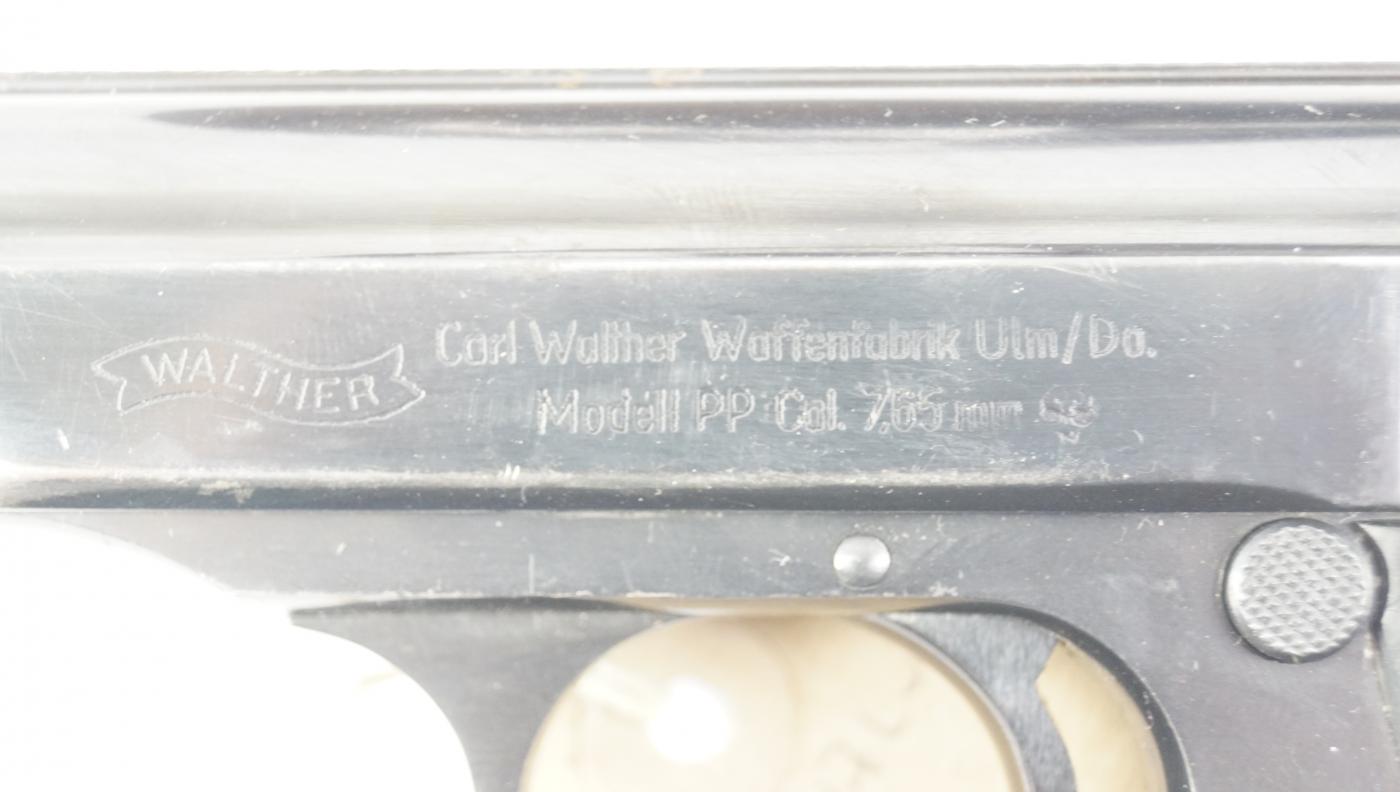 WALTHER
Carl Walther Waffenfabrik Ulm/Do.
Modell PP Cal. 7,65 mm